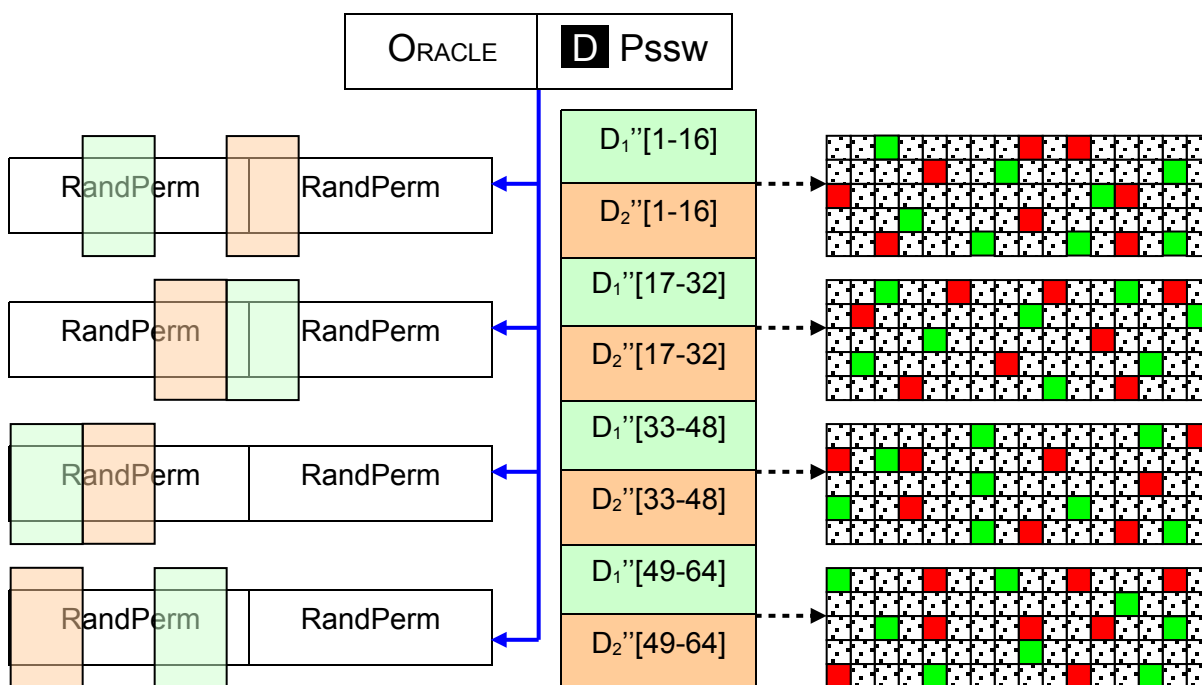 ORACLE D Pssw
D₁’’[1-16]
RandPerm RandPerm
D₂’’[1-16]
D₁’’[17-32]
RandPerm RandPerm
D₂’’[17-32]
D₁’’[33-48]
RandPerm RandPerm
D₂’’[33-48]
D₁’’[49-64]
RandPerm RandPerm
D₂’’[49-64]